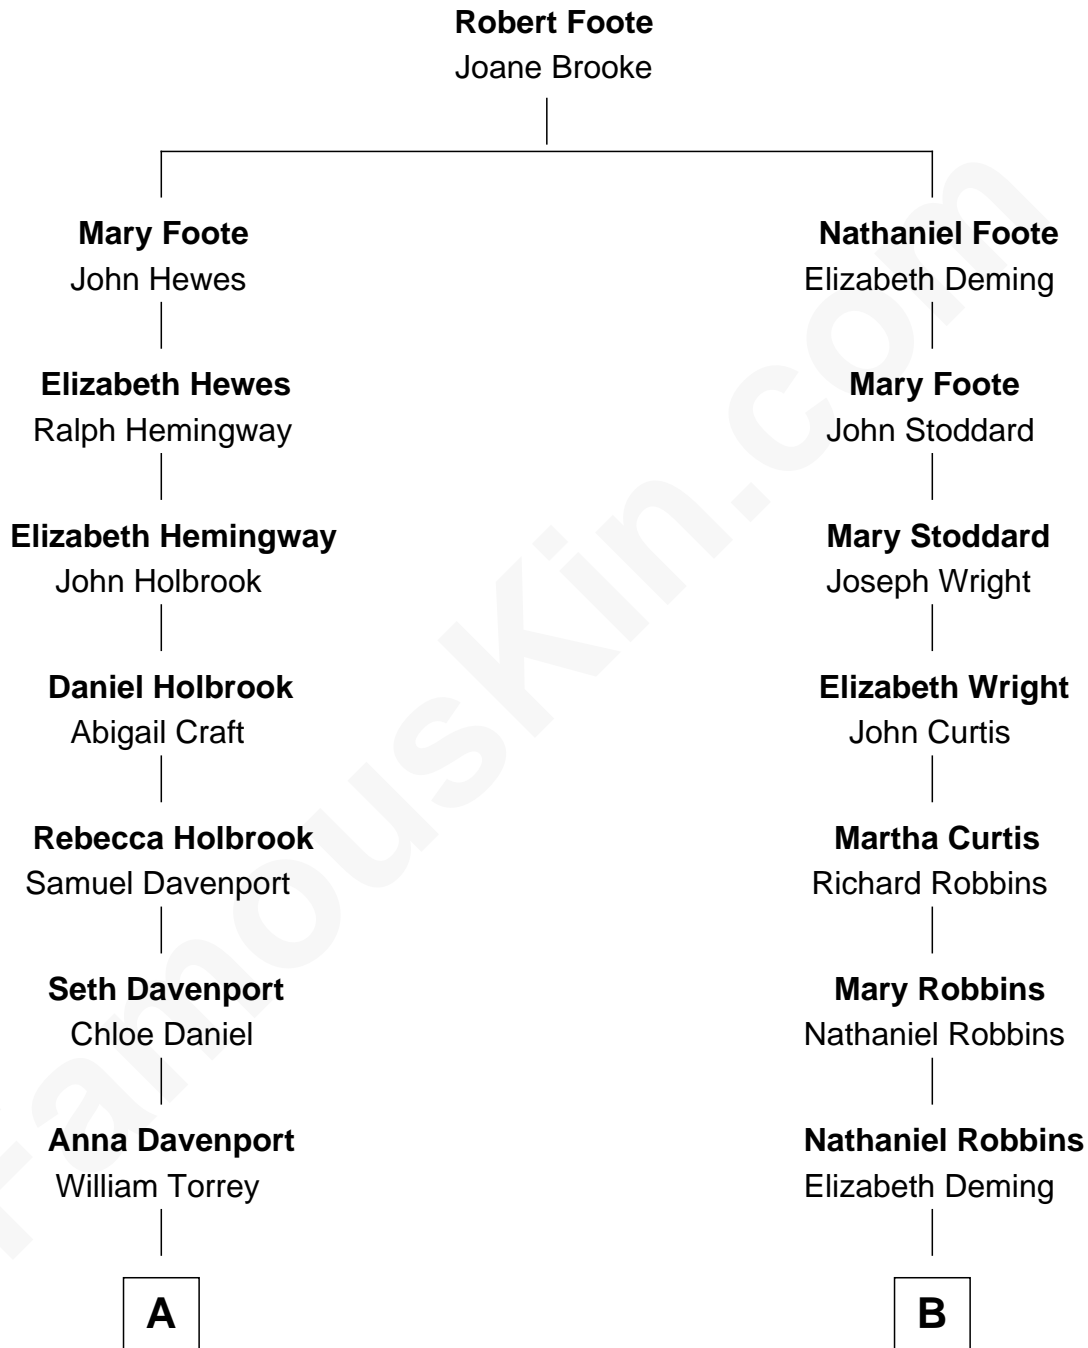 Robert Foote
Joane Brooke
Mary Foote
John Hewes
Nathaniel Foote
Elizabeth Deming
Elizabeth Hewes
Ralph Hemingway
Mary Foote
John Stoddard
Elizabeth Hemingway
John Holbrook
Mary Stoddard
Joseph Wright
Daniel Holbrook
Abigail Craft
Elizabeth Wright
John Curtis
Rebecca Holbrook
Samuel Davenport
Martha Curtis
Richard Robbins
Seth Davenport
Chloe Daniel
Mary Robbins
Nathaniel Robbins
Anna Davenport
William Torrey
Nathaniel Robbins
Elizabeth Deming
A
B
FamousKin.com